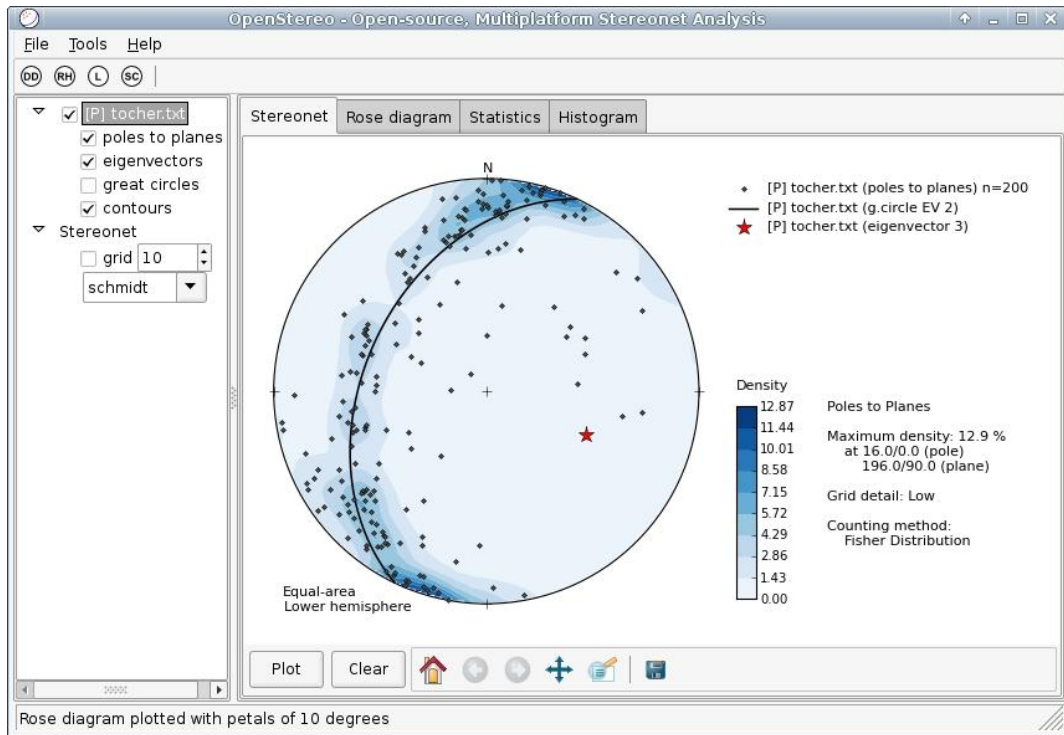 OpenStereo - Open-source, Multiplatform Stereonet Analysis
File Tools Help
DD RH L SC
[P] tocher.txt
poles to planes
eigenvectors
great circles
contours
Stereonet
grid 10
schmidt
Stereonet Rose diagram Statistics Histogram
N
[P] tocher.txt (poles to planes) n=200
[P] tocher.txt (g.circle EV 2)
[P] tocher.txt (eigenvector 3)
Equal-area
Lower hemisphere
Density
12.87
11.44
10.01
8.58
7.15
5.72
4.29
2.86
1.43
0.00
Poles to Planes
Maximum density: 12.9 %
at 16.0/0.0 (pole)
196.0/90.0 (plane)
Grid detail: Low
Counting method:
Fisher Distribution
Plot Clear
Rose diagram plotted with petals of 10 degrees